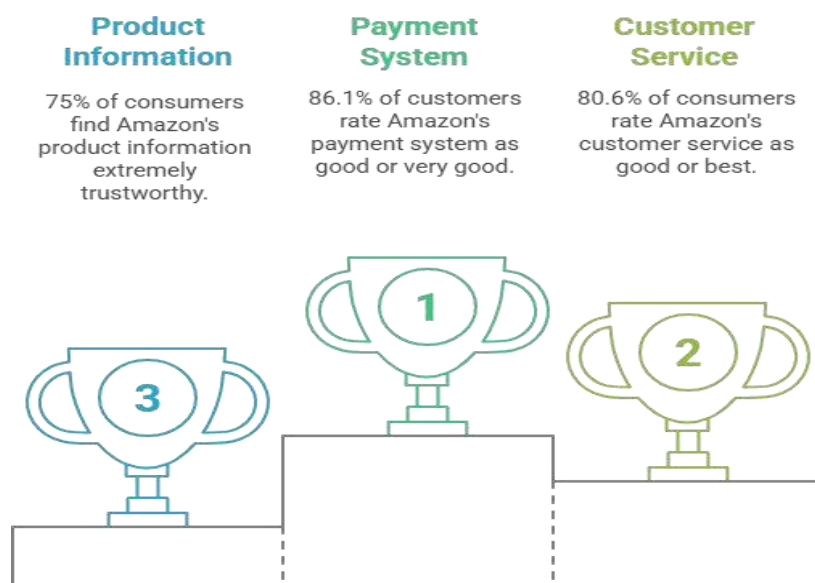 Product
Information
75% of consumers
find Amazon's
product information
extremely
trustworthy.
Payment
System
86.1% of customers
rate Amazon's
payment system as
good or very good.
Customer
Service
80.6% of consumers
rate Amazon's
customer service as
good or best.
3
1
2